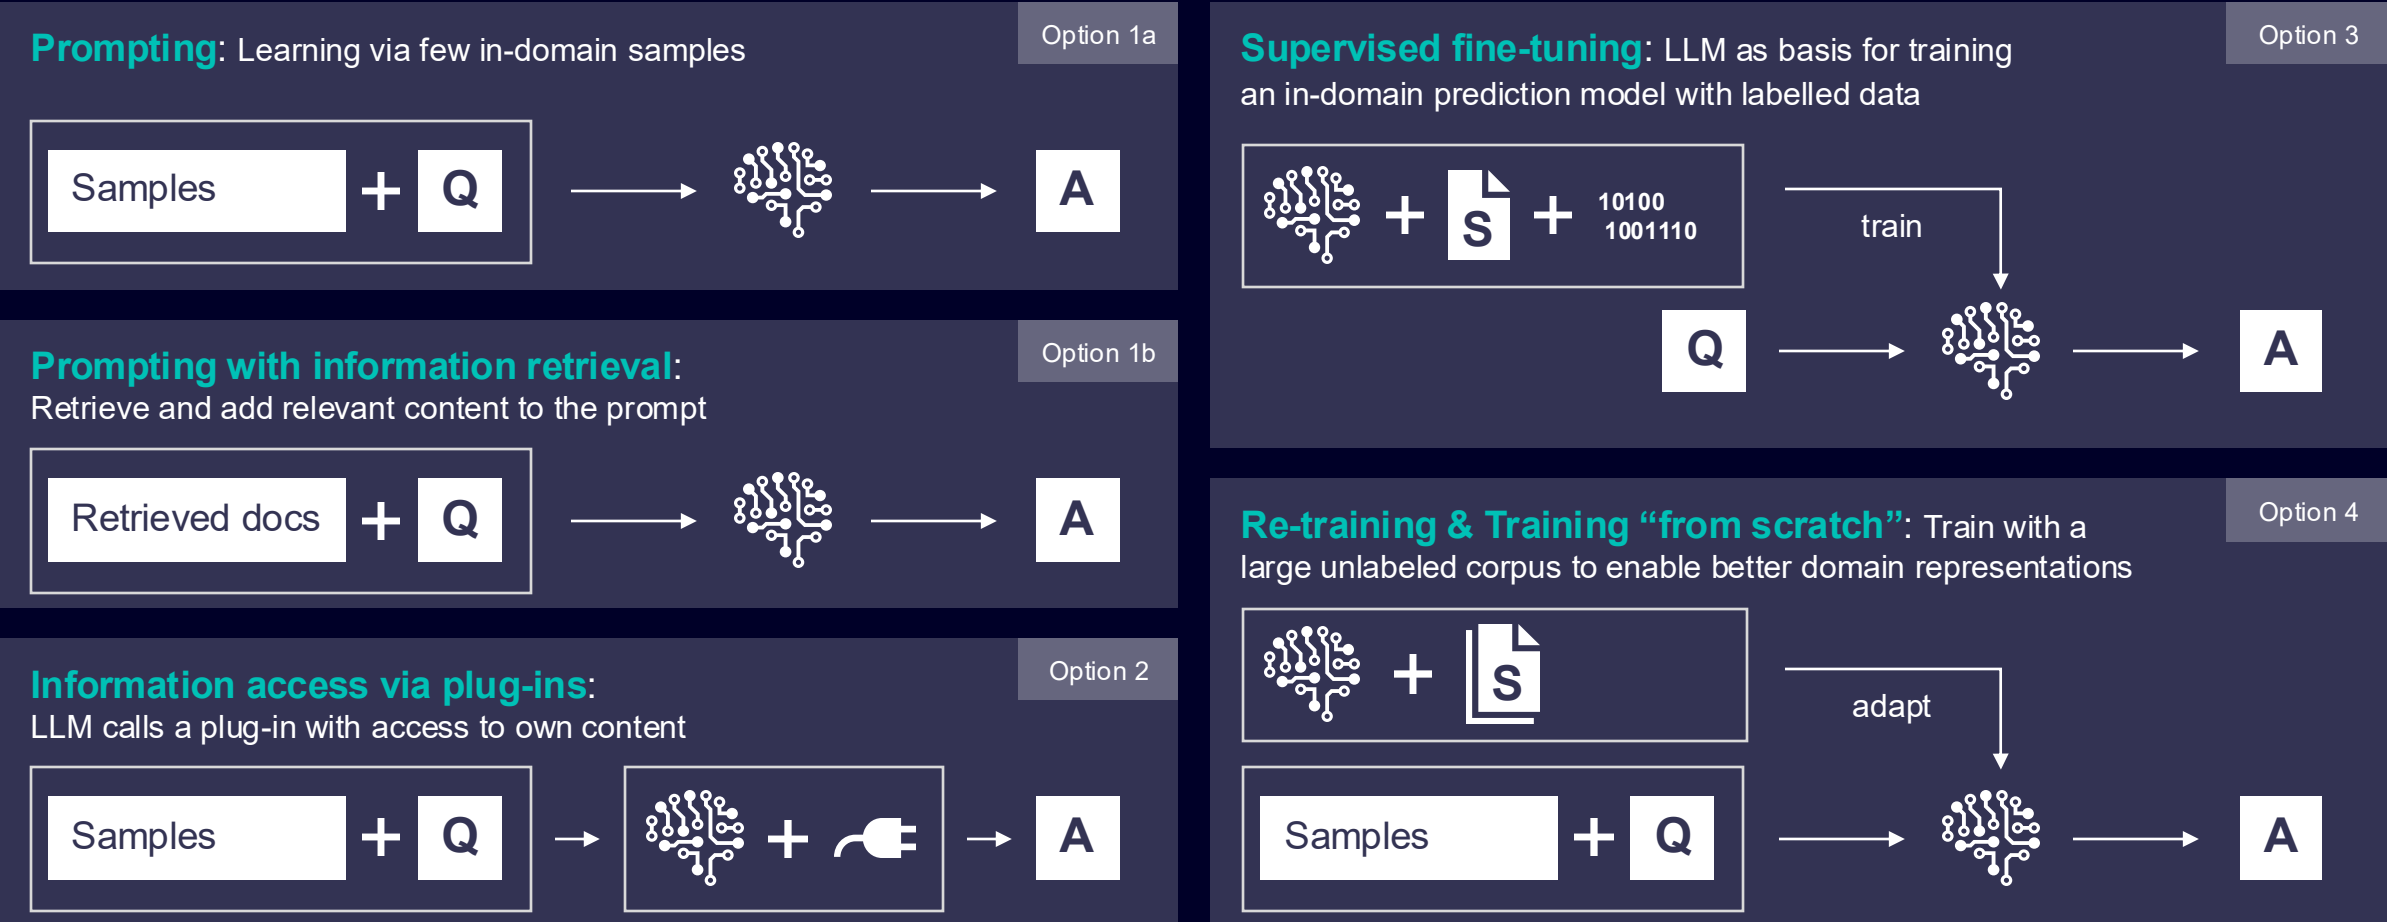 Option 1a
Prompting: Learning via few in-domain samples
Samples + Q
A
Option 1b
Prompting with information retrieval:
Retrieve and add relevant content to the prompt
Retrieved docs + Q
A
Option 2
Information access via plug-ins:
LLM calls a plug-in with access to own content
Samples + Q
+
A
Option 3
Supervised fine-tuning: LLM as basis for training
an in-domain prediction model with labelled data
+ S + 10100
1001110
train
Q
A
Option 4
Re-training & Training “from scratch”: Train with a
large unlabeled corpus to enable better domain representations
+ S
adapt
Samples + Q
A